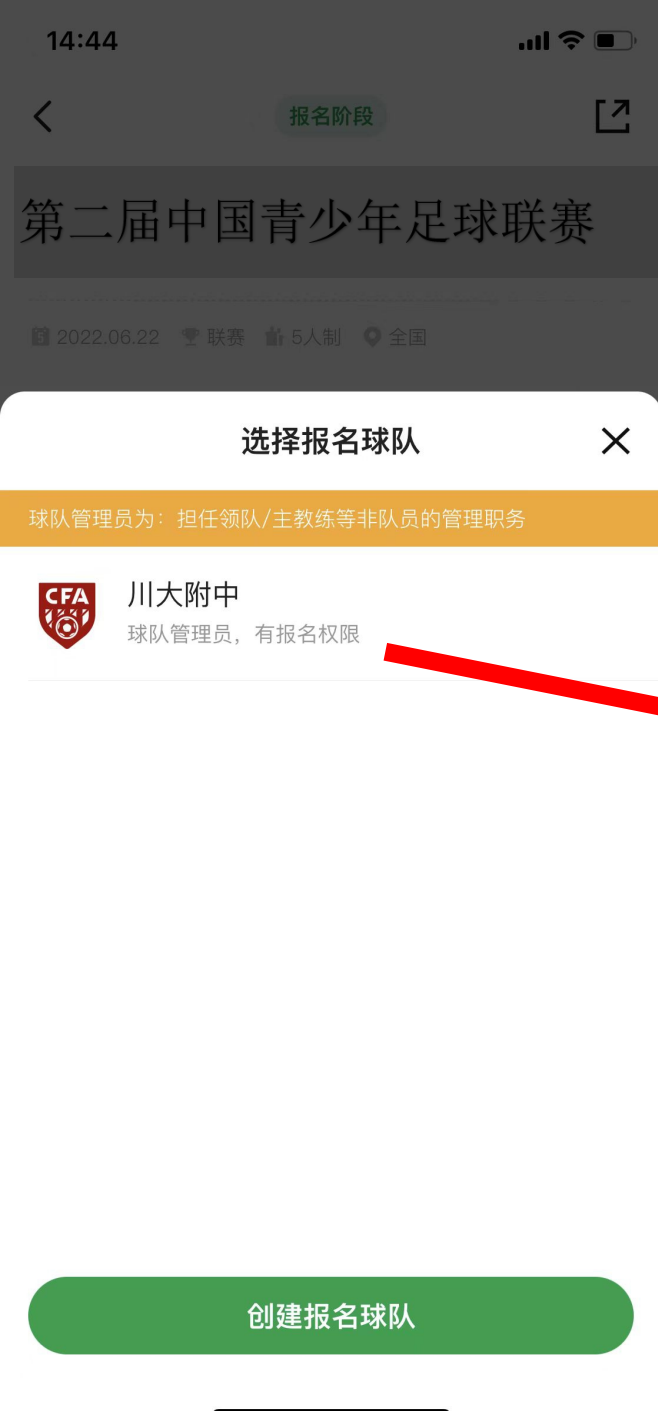 14:44
报名阶段
第二届中国青少年足球联赛
2022.06.22 联赛 5人制 全国
选择报名球队
球队管理员为：担任领队/主教练等非队员的管理职务
CFA
川大附中
球队管理员，有报名权限
创建报名球队